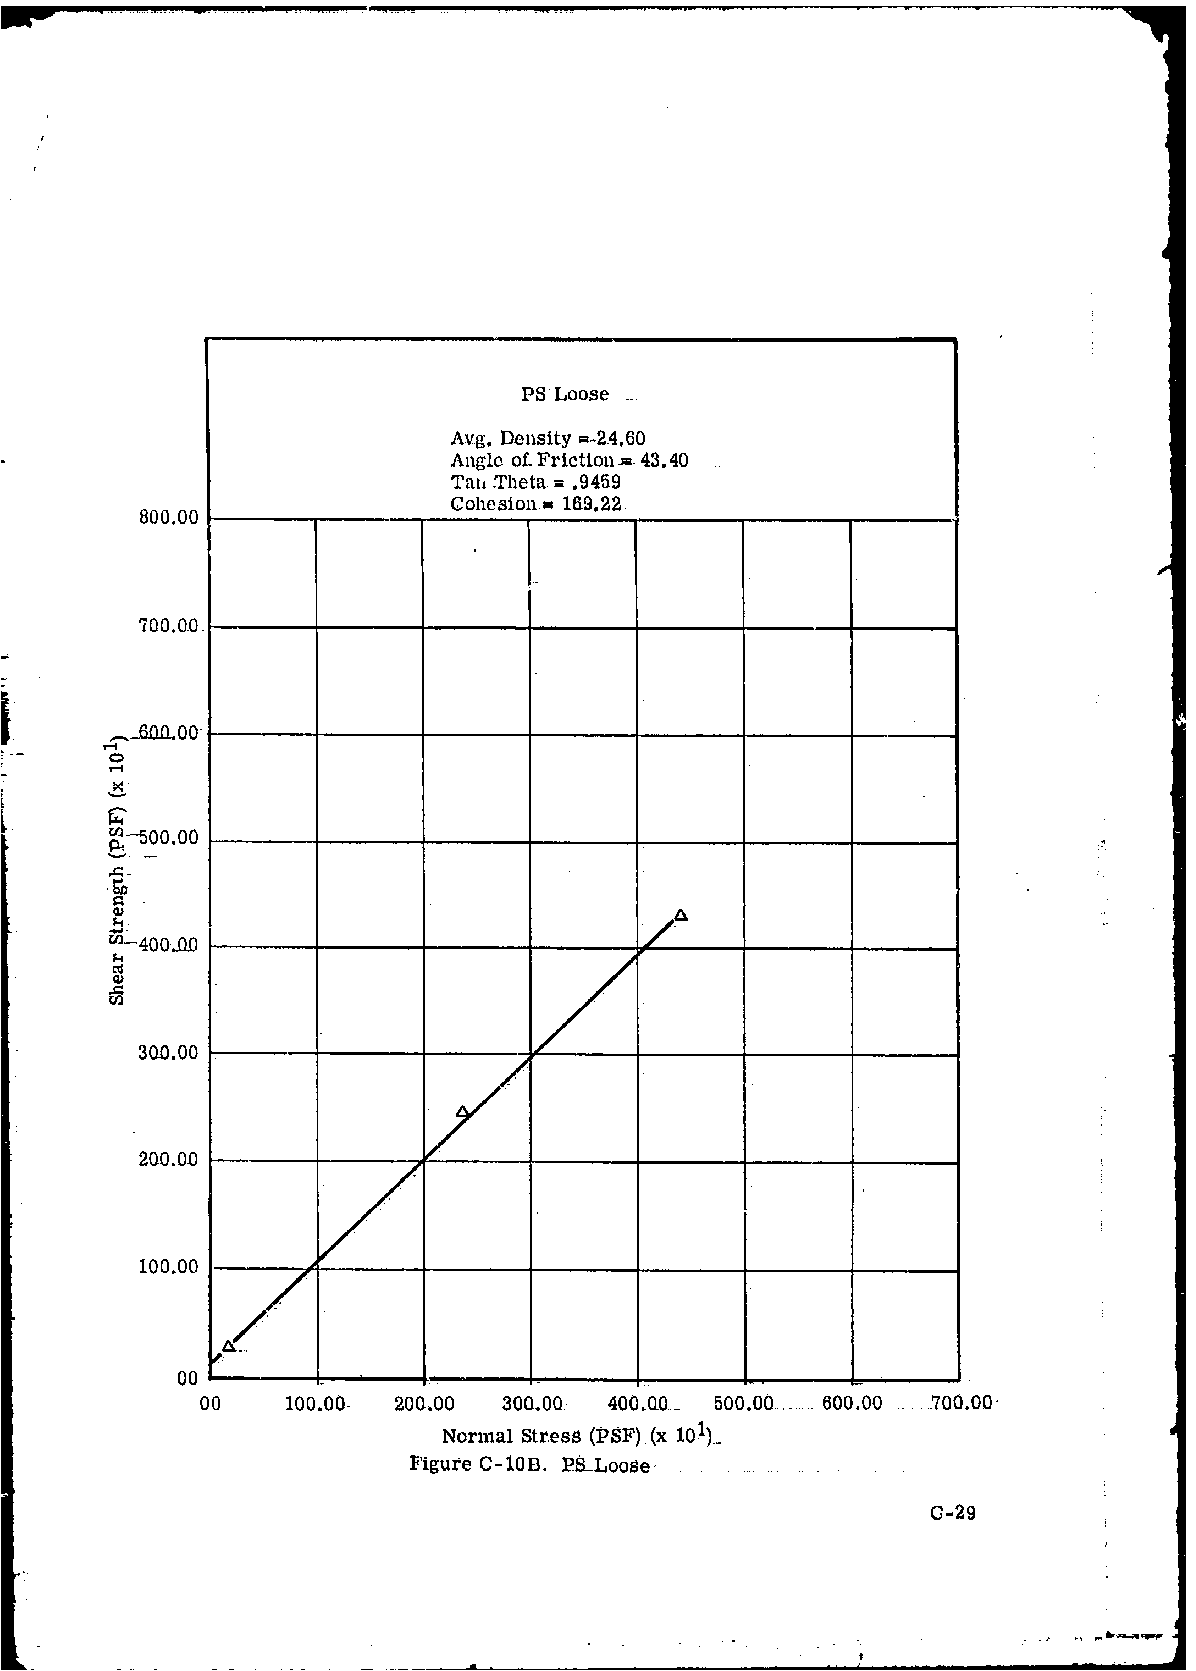 PS Loose
Avg. Density = 24.60
Angle of Friction = 43.40
Tan Theta = .9459
Cohesion = 169.22
800.00
700.00
600.00
500.00
400.00
300.00
200.00
100.00
00
Shear Strength (PSF) (x 10¹)
00 100.00 200.00 300.00 400.00 500.00 600.00 700.00
Normal Stress (PSF) (x 10¹)
Figure C-10B. PS Loose
C-29